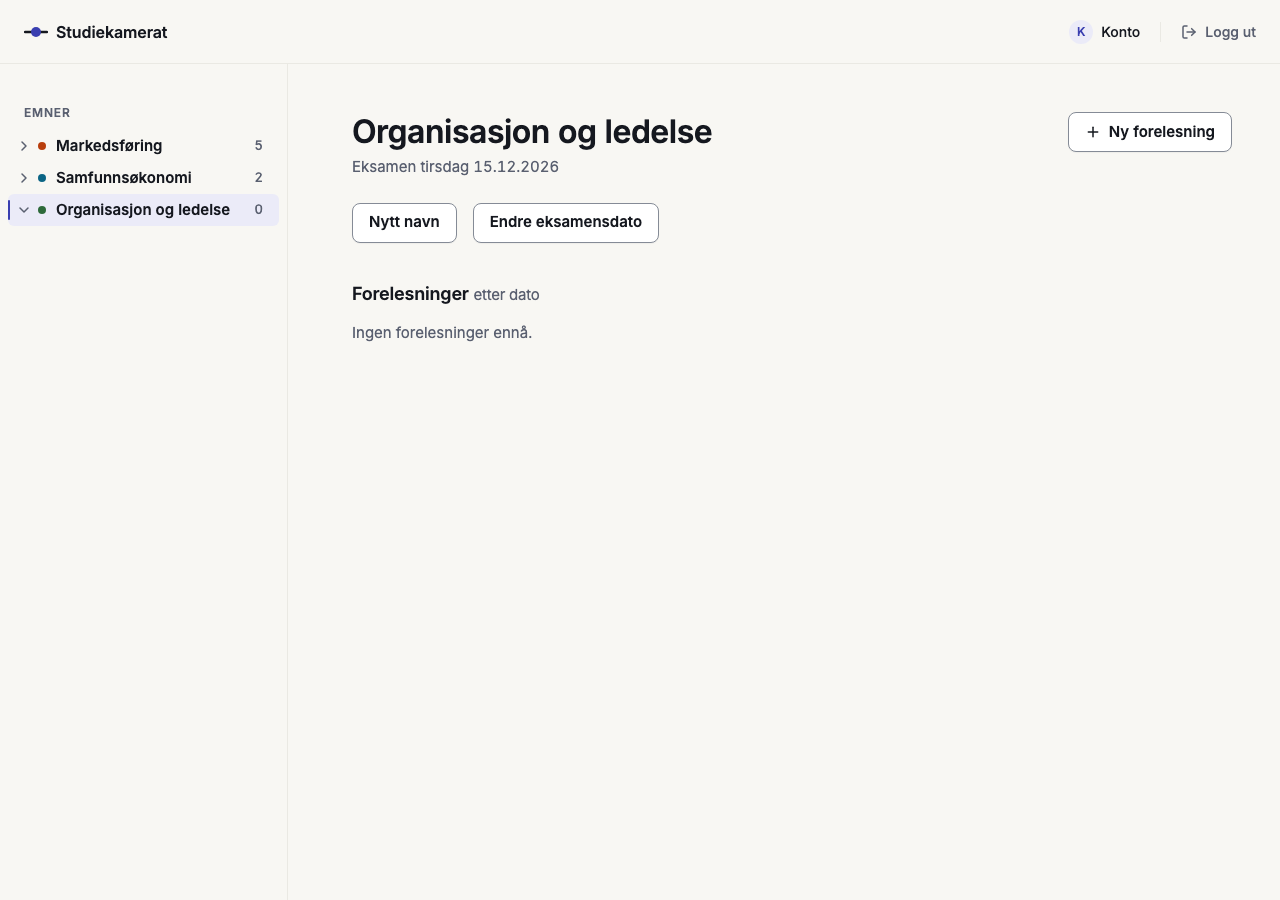 Studiekamerat
K Konto
Logg ut
EMNER
Markedsføring 5
Samfunnsøkonomi 2
Organisasjon og ledelse 0
Organisasjon og ledelse
Ny forelesning
Eksamen tirsdag 15.12.2026
Nytt navn
Endre eksamensdato
Forelesninger etter dato
Ingen forelesninger ennå.